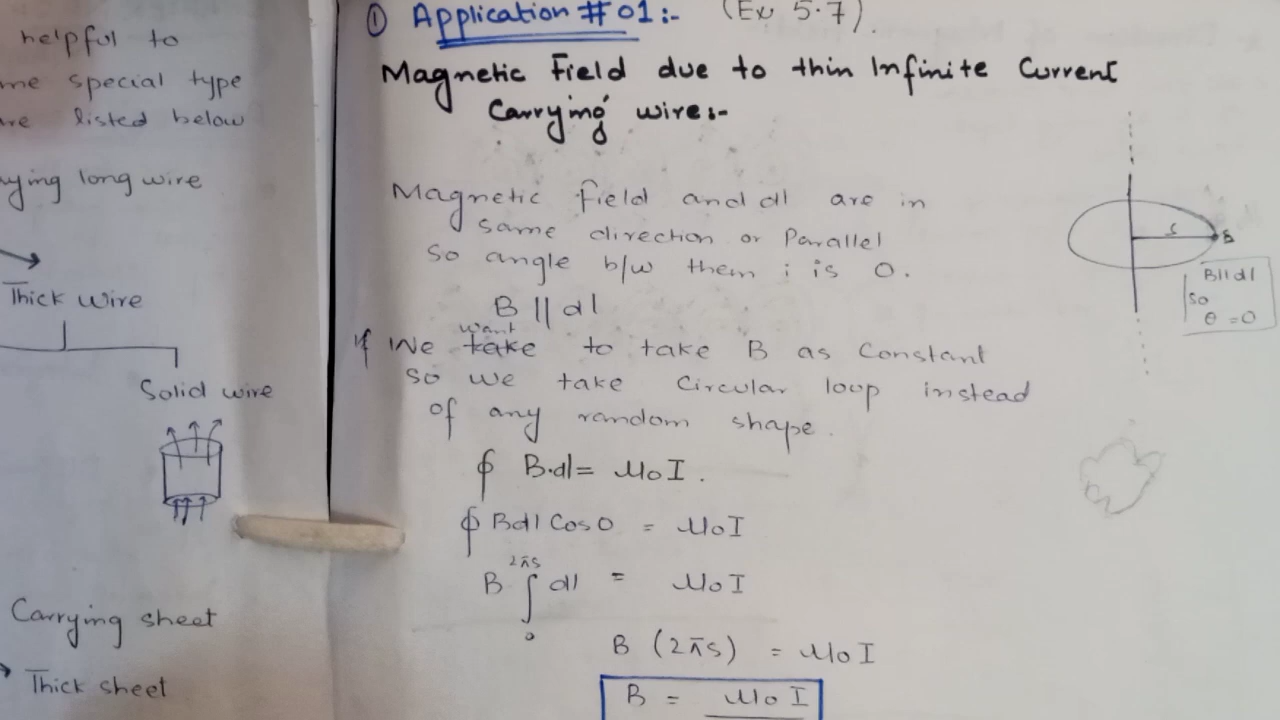 helpful to
me special type
re listed below
ying long wire
Thick wire
Solid wire
Carrying sheet
Thick sheet
① Application # 01:- (Ex 5.7).
Magnetic Field due to thin Infinite Current
Carrying wire:-
Magnetic field and dl are in
same direction or Parallel
so angle b/w them i is 0.
B || dl
want
if We take to take B as Constant
so we take Circular loop instead
of any random shape.
∮ B.dl = μoI.
∮ Bdl Cos0 = μoI
2πs
B ∫ dl = μoI
0
B (2πs) = μoI
B = μoI
s
B
B||dl
so
θ = 0